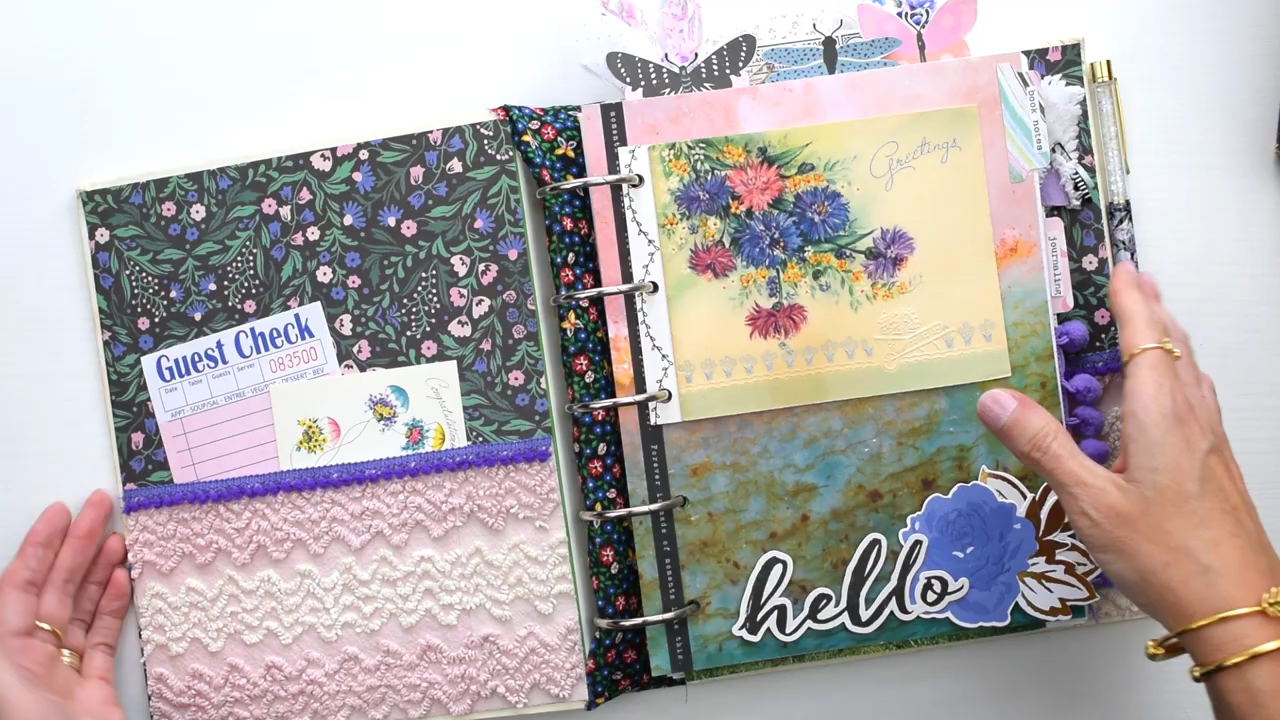 Guest Check
083500
Date Table Guests Server
APPT - SOUP/SAL - ENTREE - VEG/P - DESSERT - BEV
Congratulations
Greetings
hello
book notes
journaling